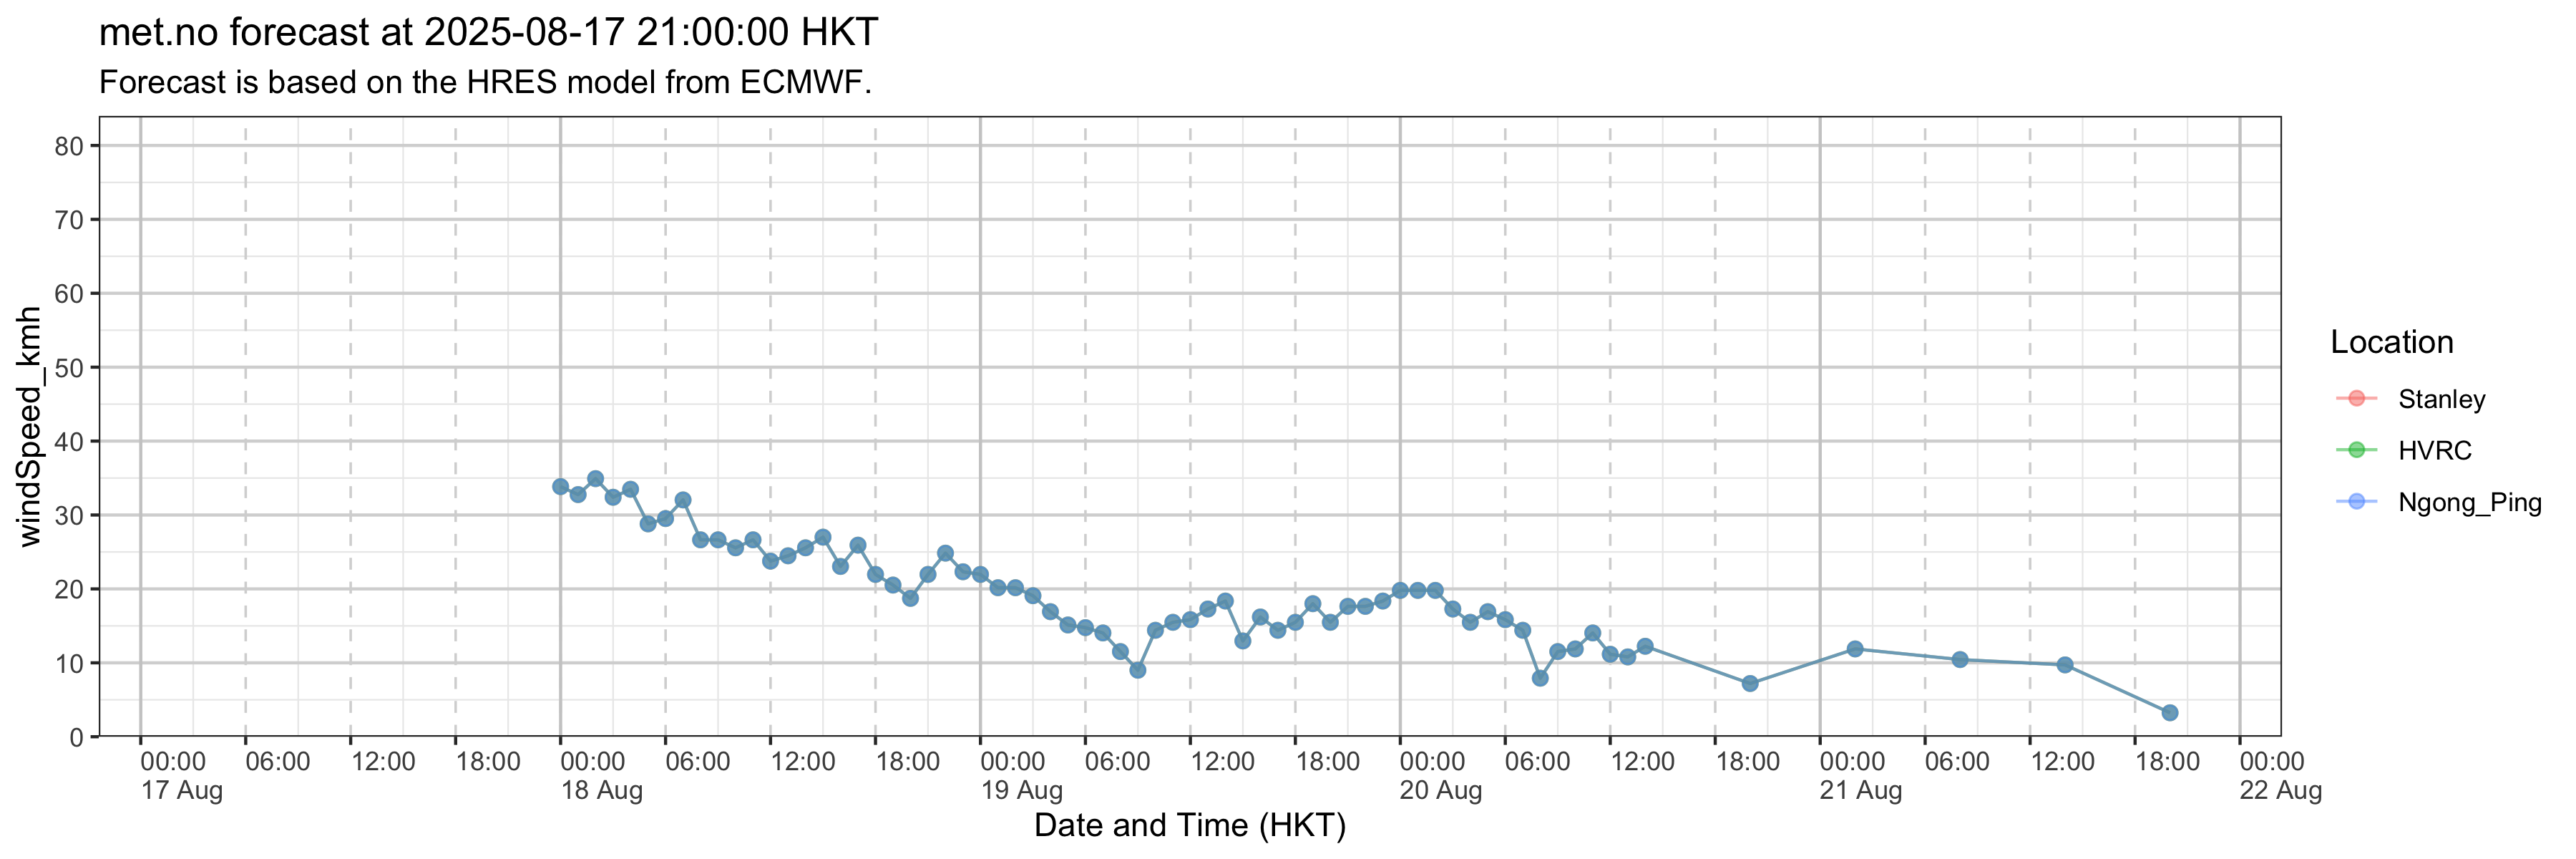 met.no forecast at 2025-08-17 21:00:00 HKT
Forecast is based on the HRES model from ECMWF.
windSpeed_kmh
80
70
60
50
40
30
20
10
0
00:00 06:00 12:00 18:00 00:00 06:00 12:00 18:00 00:00 06:00 12:00 18:00 00:00 06:00 12:00 18:00 00:00 06:00 12:00 18:00 00:00
17 Aug 18 Aug 19 Aug 20 Aug 21 Aug 22 Aug
Date and Time (HKT)
Location
Stanley
HVRC
Ngong_Ping